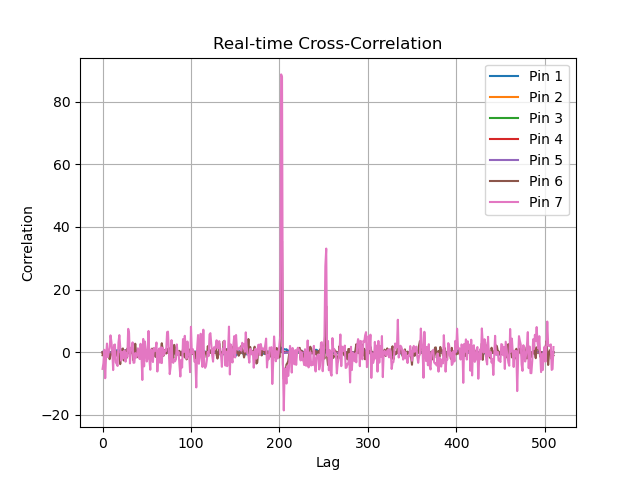 Real-time Cross-Correlation
Correlation
80
60
40
20
0
−20
0 100 200 300 400 500
Lag
Pin 1
Pin 2
Pin 3
Pin 4
Pin 5
Pin 6
Pin 7